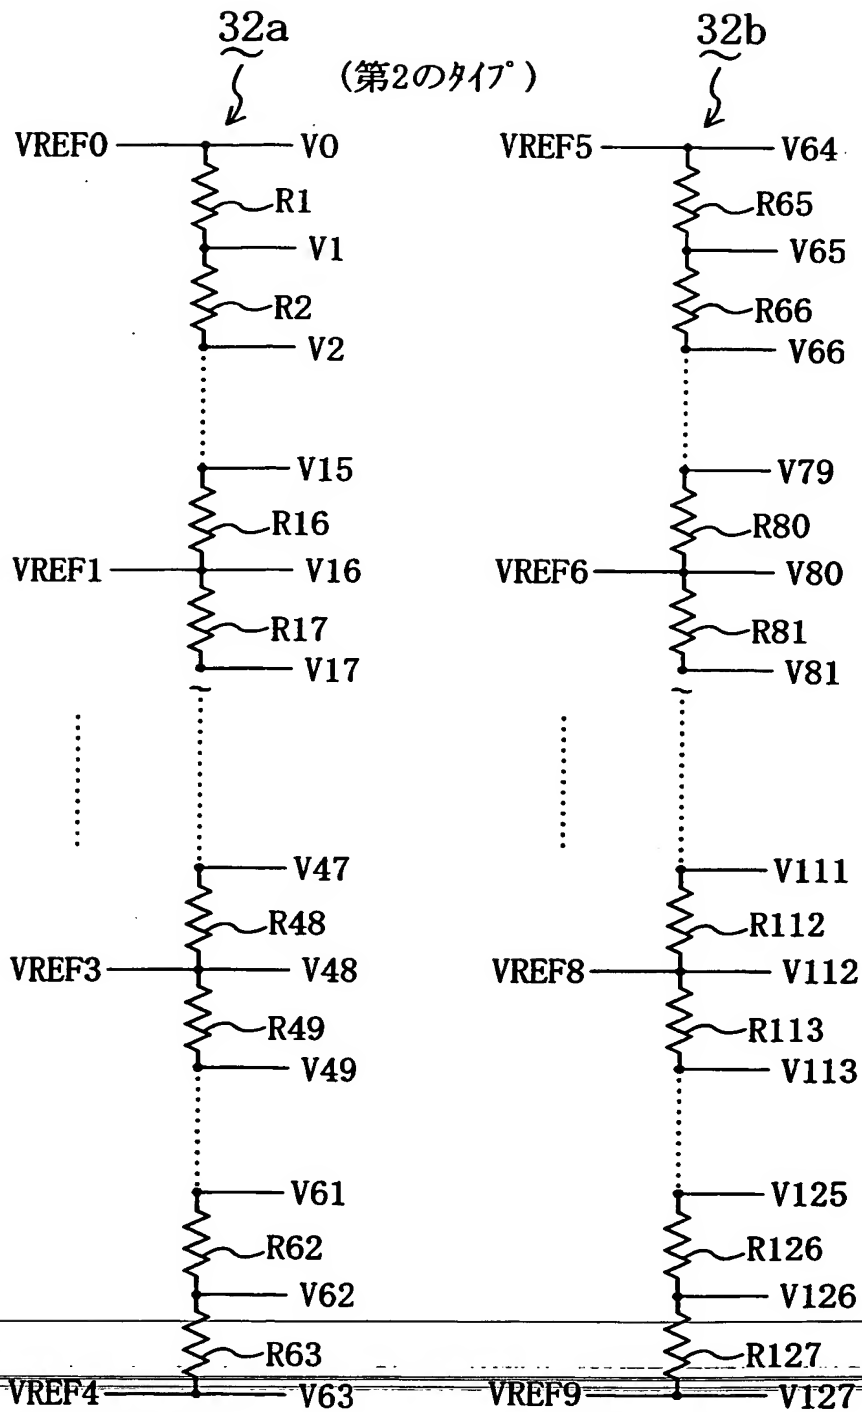 32a
32b
(第2のタイプ)
VREF0
V0
R1
V1
R2
V2
V15
R16
VREF1
V16
R17
V17
V47
R48
VREF3
V48
R49
V49
V61
R62
V62
R63
VREF4
V63
VREF5
V64
R65
V65
R66
V66
V79
R80
VREF6
V80
R81
V81
V111
R112
VREF8
V112
R113
V113
V125
R126
V126
R127
VREF9
V127